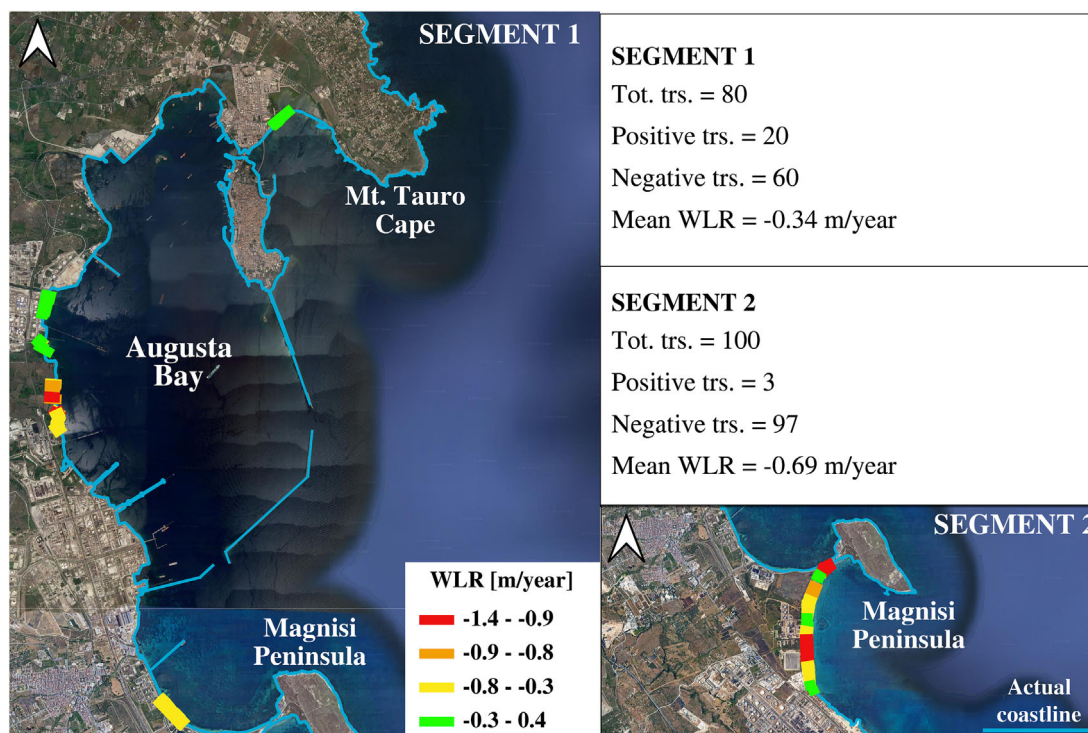 SEGMENT 1
Mt. Tauro
Cape
Augusta
Bay
Magnisi
Peninsula
WLR [m/year]
-1.4 - -0.9
-0.9 - -0.8
-0.8 - -0.3
-0.3 - 0.4
SEGMENT 1
Tot. trs. = 80
Positive trs. = 20
Negative trs. = 60
Mean WLR = -0.34 m/year
SEGMENT 2
Tot. trs. = 100
Positive trs. = 3
Negative trs. = 97
Mean WLR = -0.69 m/year
SEGMENT 2
Magnisi
Peninsula
Actual
coastline